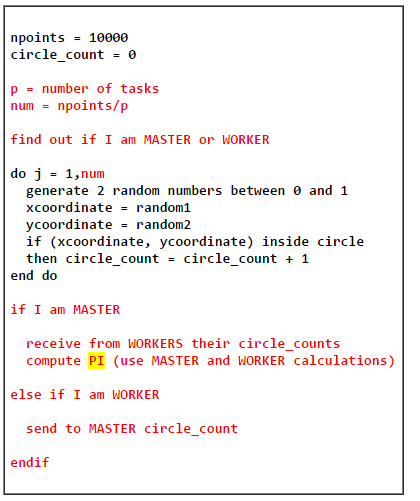 npoints = 10000
circle_count = 0
p = number of tasks
num = npoints/p
find out if I am MASTER or WORKER
do j = 1,num
generate 2 random numbers between 0 and 1
xcoordinate = random1
ycoordinate = random2
if (xcoordinate, ycoordinate) inside circle
then circle_count = circle_count + 1
end do
if I am MASTER
receive from WORKERS their circle_counts
compute PI (use MASTER and WORKER calculations)
else if I am WORKER
send to MASTER circle_count
endif